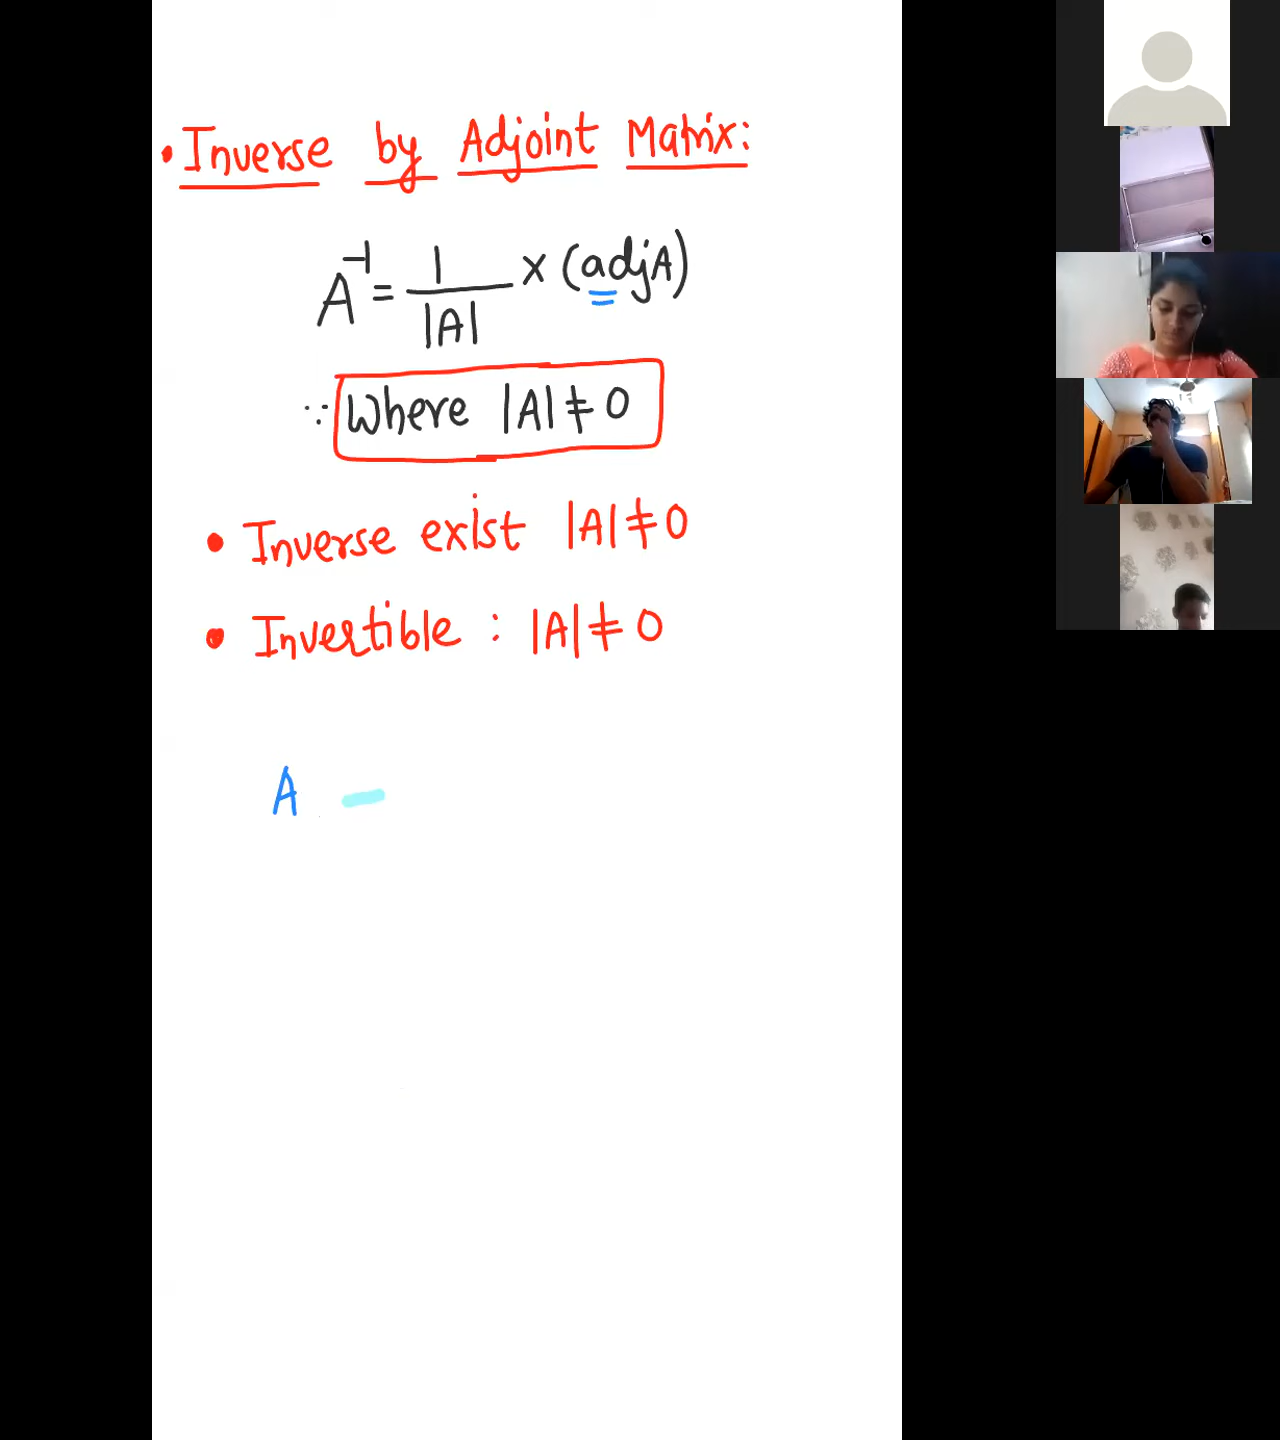 • Inverse by Adjoint Matrix:
A⁻¹ = 1/|A| × (adjA)
∵ Where |A| ≠ 0
• Inverse exist |A| ≠ 0
• Invertible : |A| ≠ 0
A